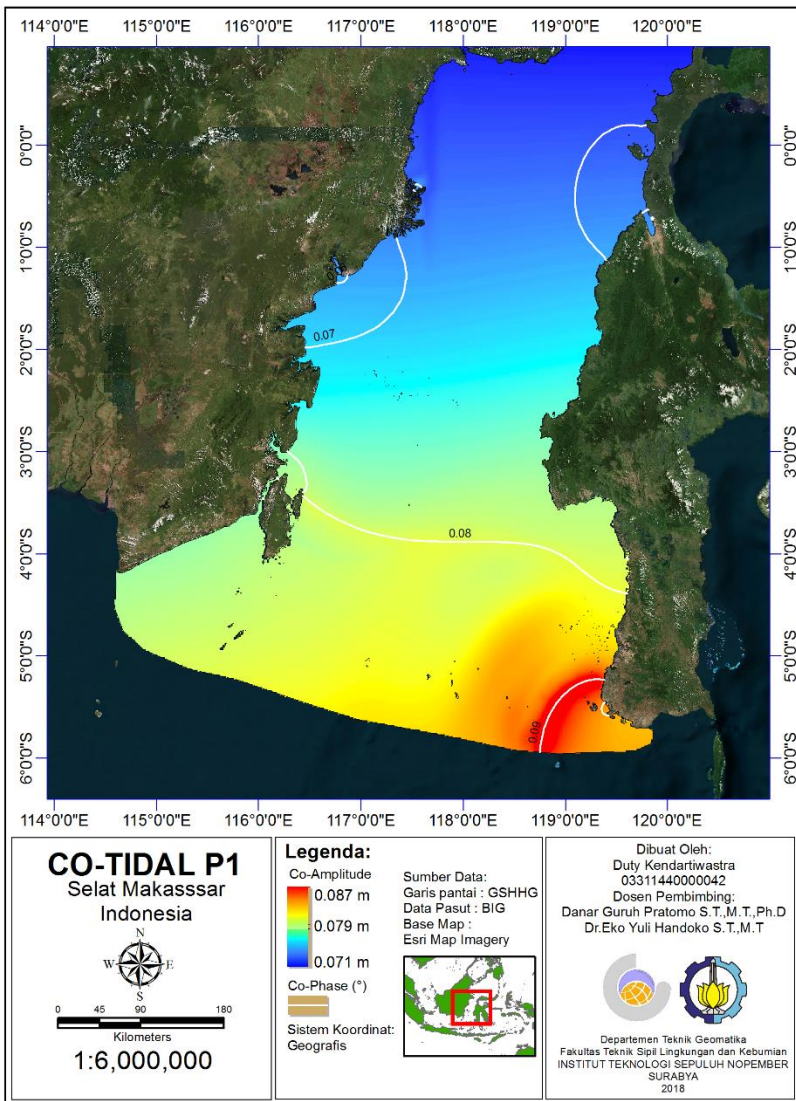 114°0'0"E 115°0'0"E 116°0'0"E 117°0'0"E 118°0'0"E 119°0'0"E 120°0'0"E
0°0'0"
1°0'0"S
2°0'0"S
3°0'0"S
4°0'0"S
5°0'0"S
6°0'0"S
0°0'0"
1°0'0"S
2°0'0"S
3°0'0"S
4°0'0"S
5°0'0"S
6°0'0"S
0.07
0.08
0.09
114°0'0"E 115°0'0"E 116°0'0"E 117°0'0"E 118°0'0"E 119°0'0"E 120°0'0"E
CO-TIDAL P1
Selat Makasssar
Indonesia
N
W E
S
0 45 90 180
Kilometers
1:6,000,000
Legenda:
Co-Amplitude
0.087 m
0.079 m
0.071 m
Co-Phase (°)
Sistem Koordinat:
Geografis
Sumber Data:
Garis pantai : GSHHG
Data Pasut : BIG
Base Map :
Esri Map Imagery
Dibuat Oleh:
Duty Kendartiwastra
03311440000042
Dosen Pembimbing:
Danar Guruh Pratomo S.T.,M.T.,Ph.D
Dr.Eko Yuli Handoko S.T.,M.T
Departemen Teknik Geomatika
Fakultas Teknik Sipil Lingkungan dan Kebumian
INSTITUT TEKNOLOGI SEPULUH NOPEMBER
SURABYA
2018